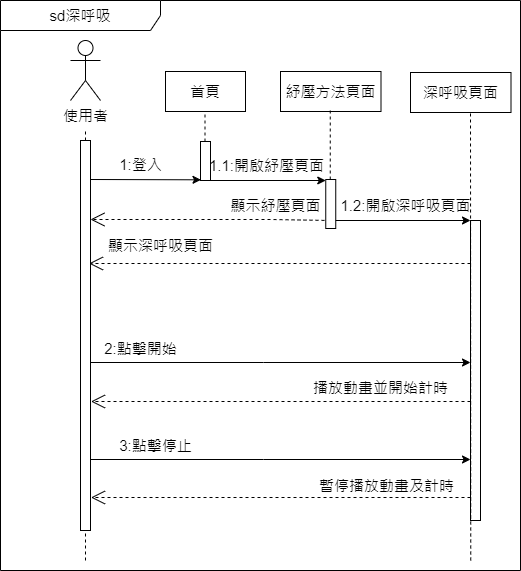 sd深呼吸
使用者
首頁
紓壓方法頁面
深呼吸頁面
1:登入
1.1:開啟紓壓頁面
顯示紓壓頁面
1.2:開啟深呼吸頁面
顯示深呼吸頁面
2:點擊開始
播放動畫並開始計時
3:點擊停止
暫停播放動畫及計時